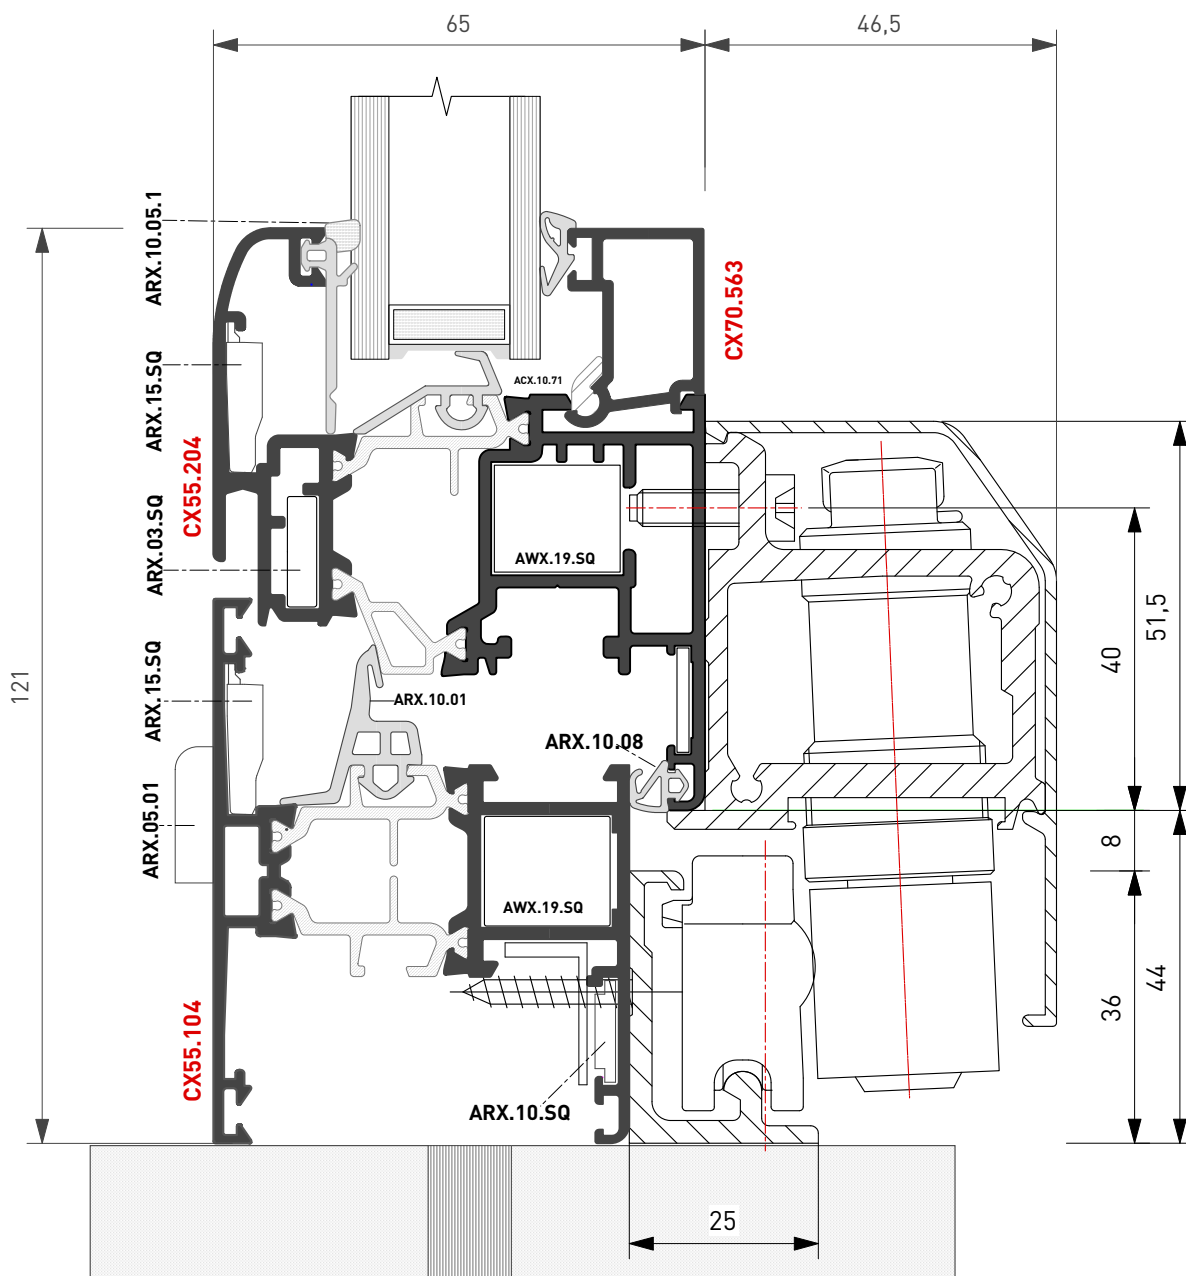 65
46,5
ARX.10.05.1
CX70.563
ARX.15.SQ
ACX.10.71
CX55.204
ARX.03.SQ
AWX.19.SQ
51,5
40
121
ARX.15.SQ
ARX.10.01
ARX.10.08
ARX.05.01
8
AWX.19.SQ
44
36
CX55.104
ARX.10.SQ
25